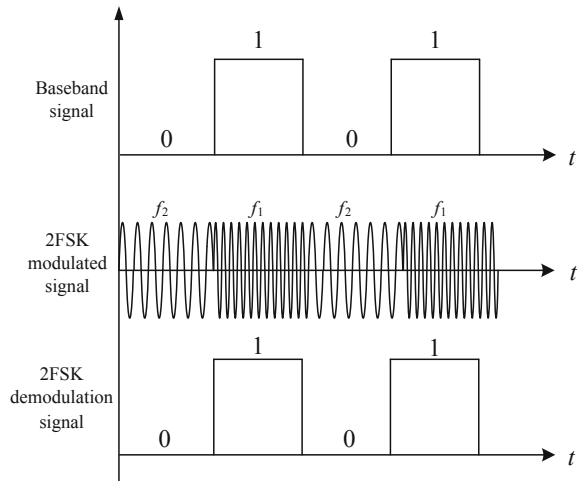 1 1
Baseband
signal
0 0
t
f2 f1 f2 f1
2FSK
modulated
signal
t
1 1
2FSK
demodulation
signal
0 0
t